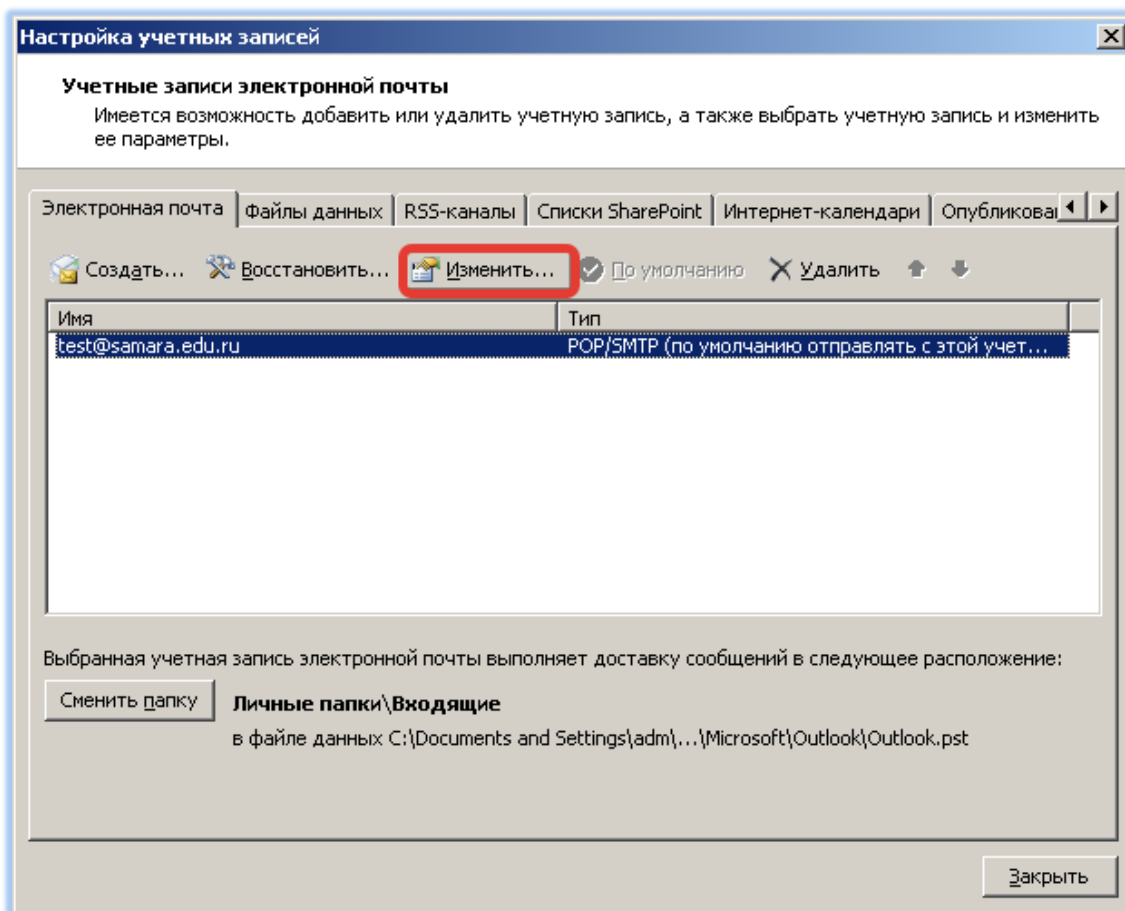 Настройка учетных записей
Учетные записи электронной почты
Имеется возможность добавить или удалить учетную запись, а также выбрать учетную запись и изменить
ее параметры.
Электронная почта Файлы данных RSS-каналы Списки SharePoint Интернет-календари Опубликова
Создать... Восстановить... Изменить... По умолчанию Удалить
Имя Тип
test@samara.edu.ru POP/SMTP (по умолчанию отправлять с этой учет...
Выбранная учетная запись электронной почты выполняет доставку сообщений в следующее расположение:
Сменить папку Личные папки\Входящие
в файле данных C:\Documents and Settings\adm\...\Microsoft\Outlook\Outlook.pst
Закрыть